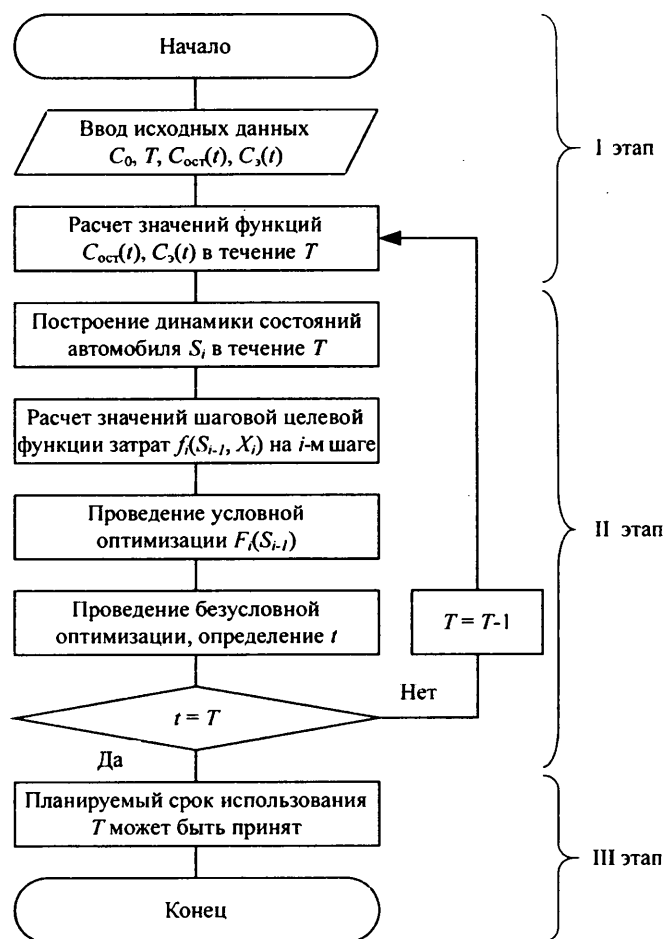 Начало
Ввод исходных данных
C₀, T, Cост(t), Cэ(t)
I этап
Расчет значений функций
Cост(t), Cэ(t) в течение T
Построение динамики состояний
автомобиля Sᵢ в течение T
Расчет значений шаговой целевой
функции затрат fᵢ(Sᵢ₋₁, Xᵢ) на i-м шаге
Проведение условной
оптимизации Fᵢ(Sᵢ₋₁)
II этап
Проведение безусловной
оптимизации, определение t
T = T-1
t = T
Нет
Да
Планируемый срок использования
T может быть принят
III этап
Конец